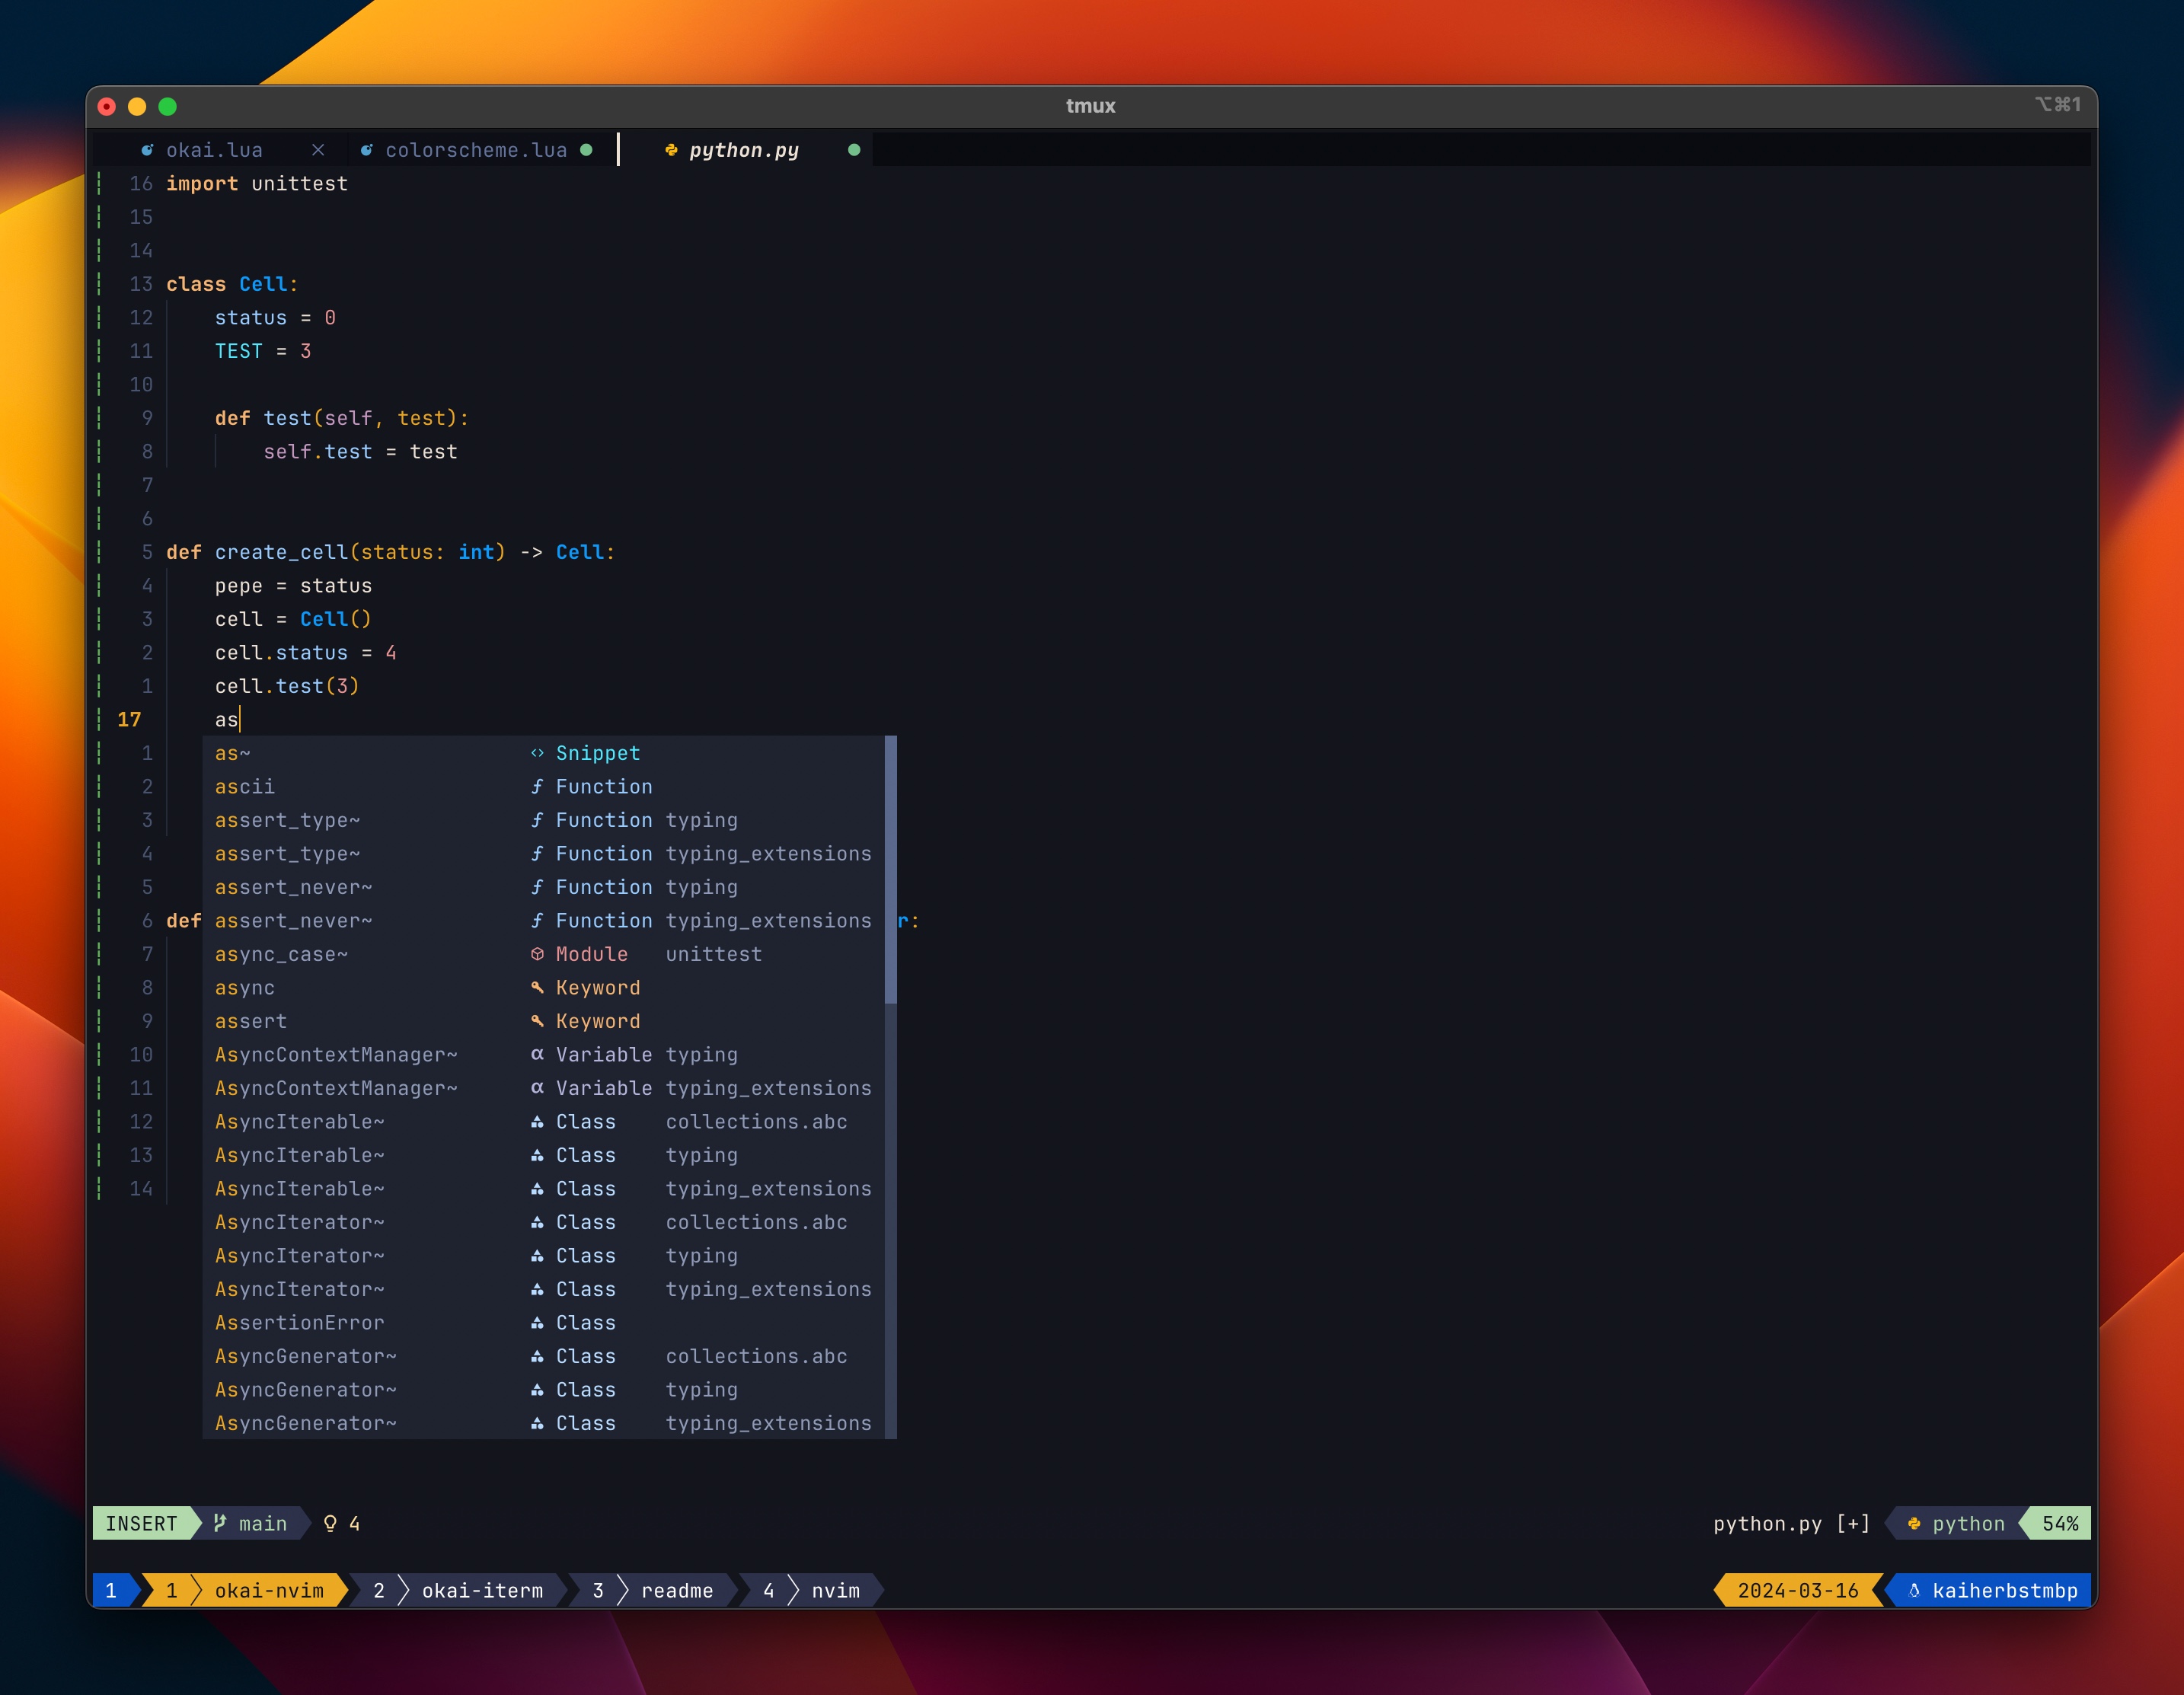 tmux
⌥⌘1
okai.lua colorscheme.lua python.py
16 import unittest
15
14
13 class Cell:
12     status = 0
11     TEST = 3
10
9     def test(self, test):
8         self.test = test
7
6
5 def create_cell(status: int) -> Cell:
4     pepe = status
3     cell = Cell()
2     cell.status = 4
1     cell.test(3)
17     as
1 as~ Snippet
2 ascii Function
3 assert_type~ Function typing
4 assert_type~ Function typing_extensions
5 assert_never~ Function typing
6 def assert_never~ Function typing_extensions r:
7 async_case~ Module unittest
8 async Keyword
9 assert Keyword
10 AsyncContextManager~ Variable typing
11 AsyncContextManager~ Variable typing_extensions
12 AsyncIterable~ Class collections.abc
13 AsyncIterable~ Class typing
14 AsyncIterable~ Class typing_extensions
AsyncIterator~ Class collections.abc
AsyncIterator~ Class typing
AsyncIterator~ Class typing_extensions
AssertionError Class
AsyncGenerator~ Class collections.abc
AsyncGenerator~ Class typing
AsyncGenerator~ Class typing_extensions
INSERT main 4 python.py [+] python 54%
1 1 okai-nvim 2 okai-iterm 3 readme 4 nvim 2024-03-16 kaiherbstmbp